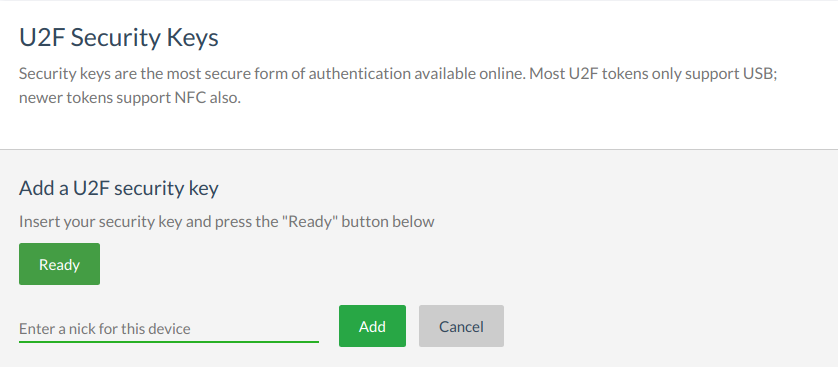 U2F Security Keys
Security keys are the most secure form of authentication available online. Most U2F tokens only support USB;
newer tokens support NFC also.
Add a U2F security key
Insert your security key and press the "Ready" button below
Ready
Enter a nick for this device
Add
Cancel